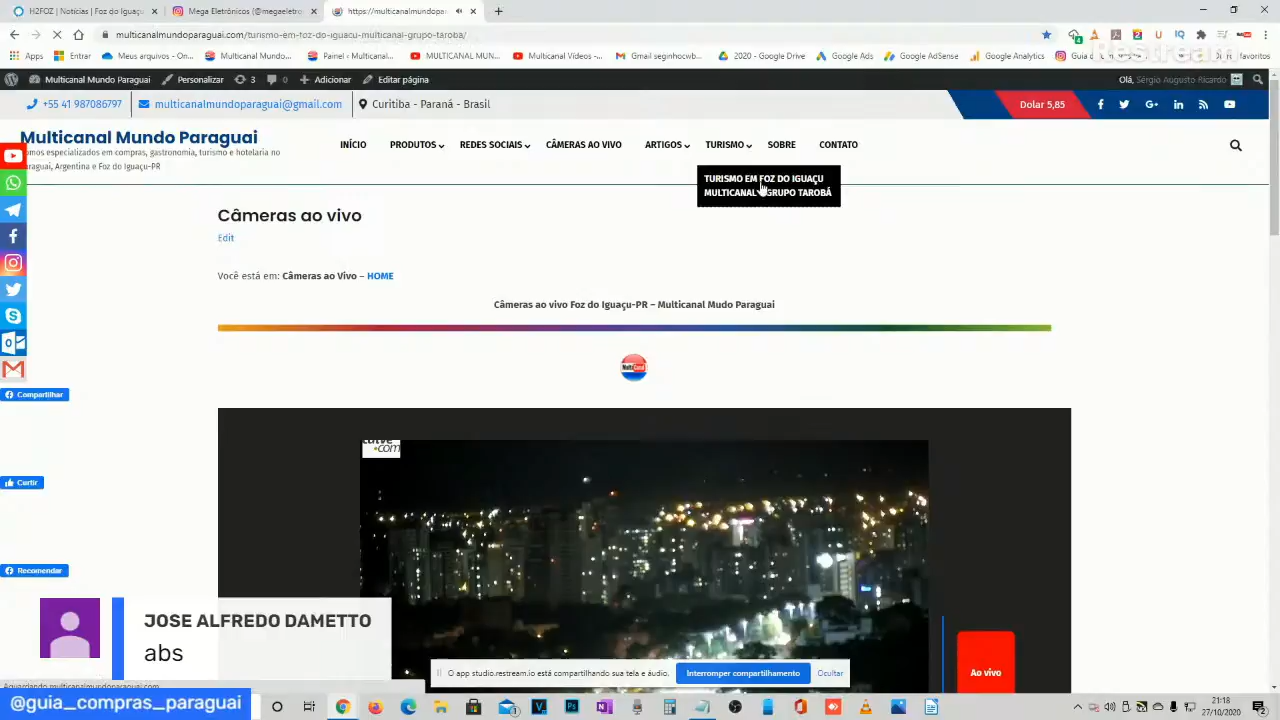 H2FOZ | Notícias | Foz do Iguaçu -
Mega Eletrônicos (@megaeletro
https://multicanalmundoparaguai
multicanalmundoparaguai.com/turismo-em-foz-do-iguacu-multicanal-grupo-taroba/
Restream
Apps
Entrar
Meus arquivos - On...
Multicanal Mundo P...
Painel ‹ Multicanal...
MULTICANAL MUN...
Multicanal Vídeos -...
Gmail seginhocwb...
2020 - Google Drive
Google Ads
Google AdSense
Google Analytics
Multicanal Mundo Paraguai
Personalizar
3
0
Adicionar
Editar página
Olá, Sérgio Augusto Ricardo
+55 41 987086797
multicanalmundoparaguai@gmail.com
Curitiba - Paraná - Brasil
Dolar 5,85
Multicanal Mundo Paraguai
mos especializados em compras, gastronomia, turismo e hotelaria no
raguai, Argentina e Foz do Iguaçu-PR
INÍCIO
PRODUTOS
REDES SOCIAIS
CÂMERAS AO VIVO
ARTIGOS
TURISMO
SOBRE
CONTATO
TURISMO EM FOZ DO IGUAÇU
MULTICANAL GRUPO TAROBÁ
Câmeras ao vivo
Edit
Você está em: Câmeras ao Vivo – HOME
Câmeras ao vivo Foz do Iguaçu-PR – Multicanal Mudo Paraguai
MultiCanal
Compartilhar
•com
Curtir
Recomendar
JOSE ALFREDO DAMETTO
abs
O app studio.restream.io está compartilhando sua tela e áudio.
Interromper compartilhamento
Ocultar
Ao vivo
Aguardando multicanalmundoparaguai.com...
@guia_compras_paraguai
21:18
27/10/2020